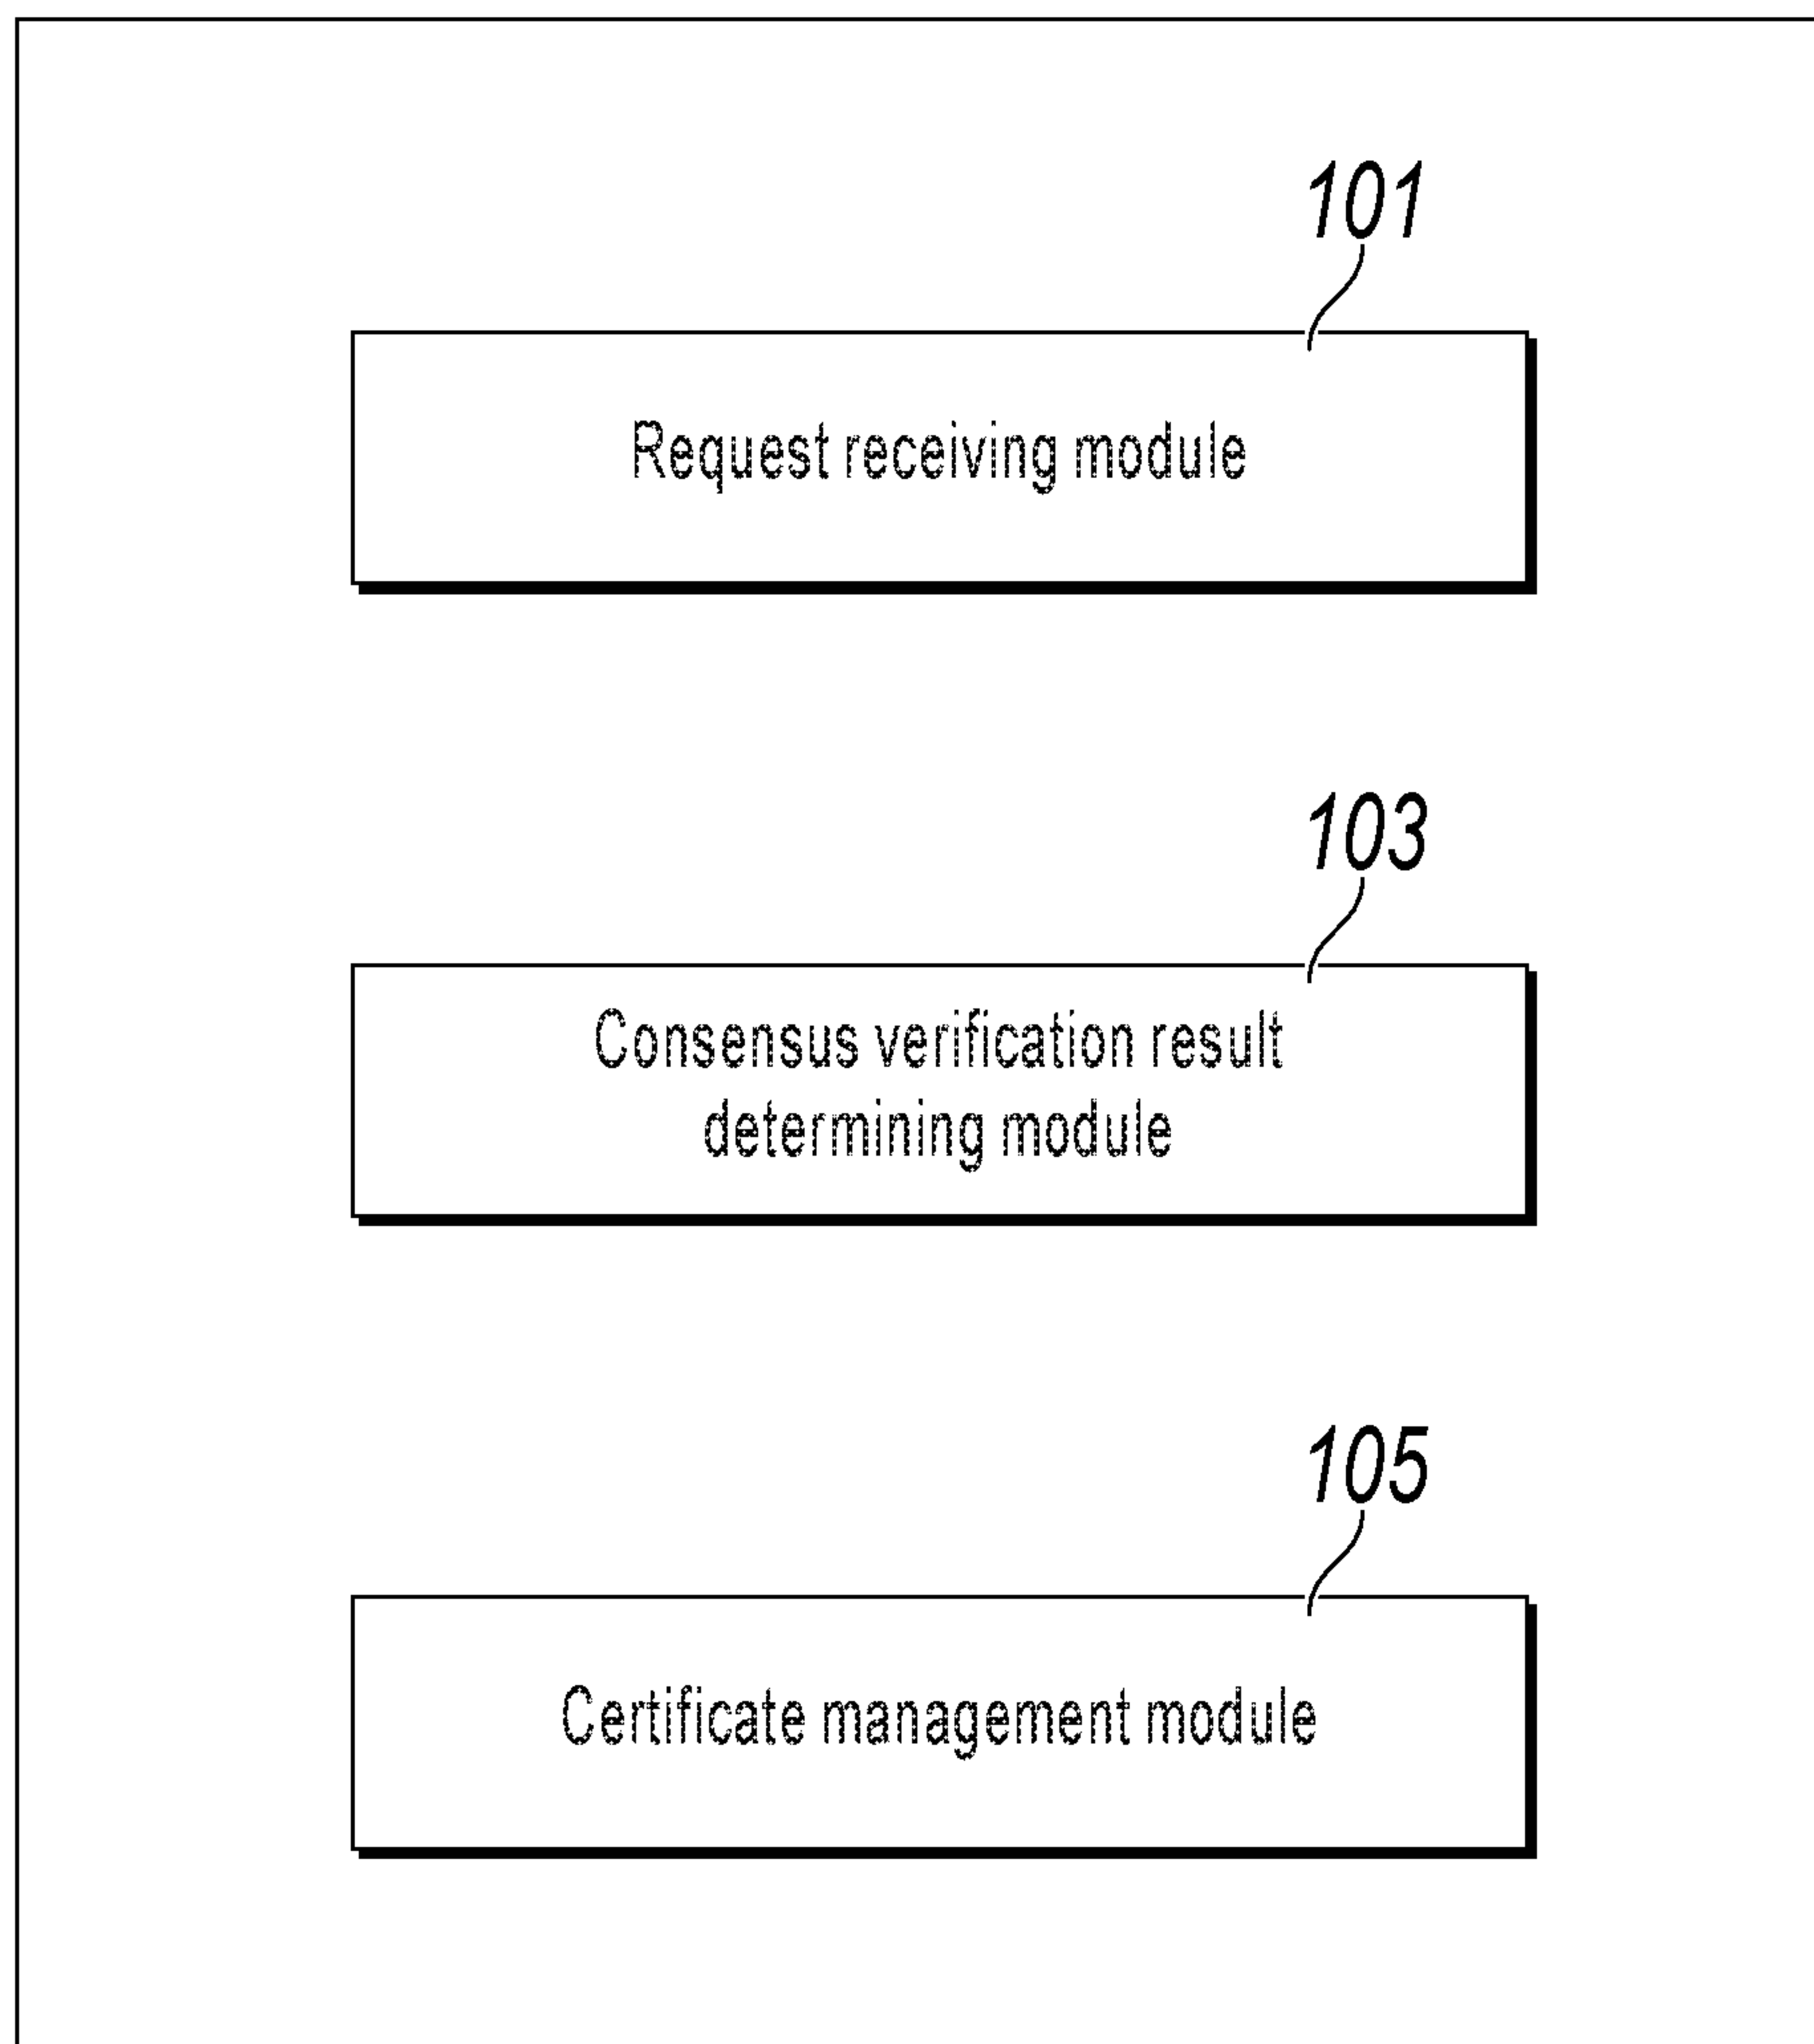 101
Request receiving module
103
Consensus verification result
determining module
105
Certificate management module